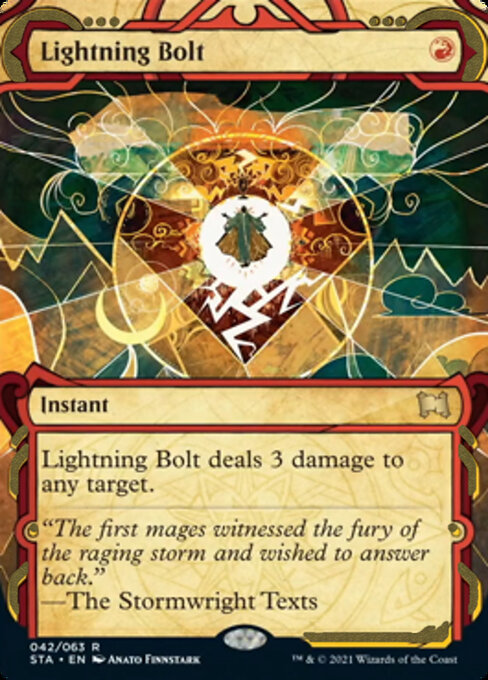 Lightning Bolt
Instant
Lightning Bolt deals 3 damage to
any target.
“The first mages witnessed the fury of
the raging storm and wished to answer
back.”
—The Stormwright Texts
042/063 R
STA • EN Anato Finnstark
™ & © 2021 Wizards of the Coast